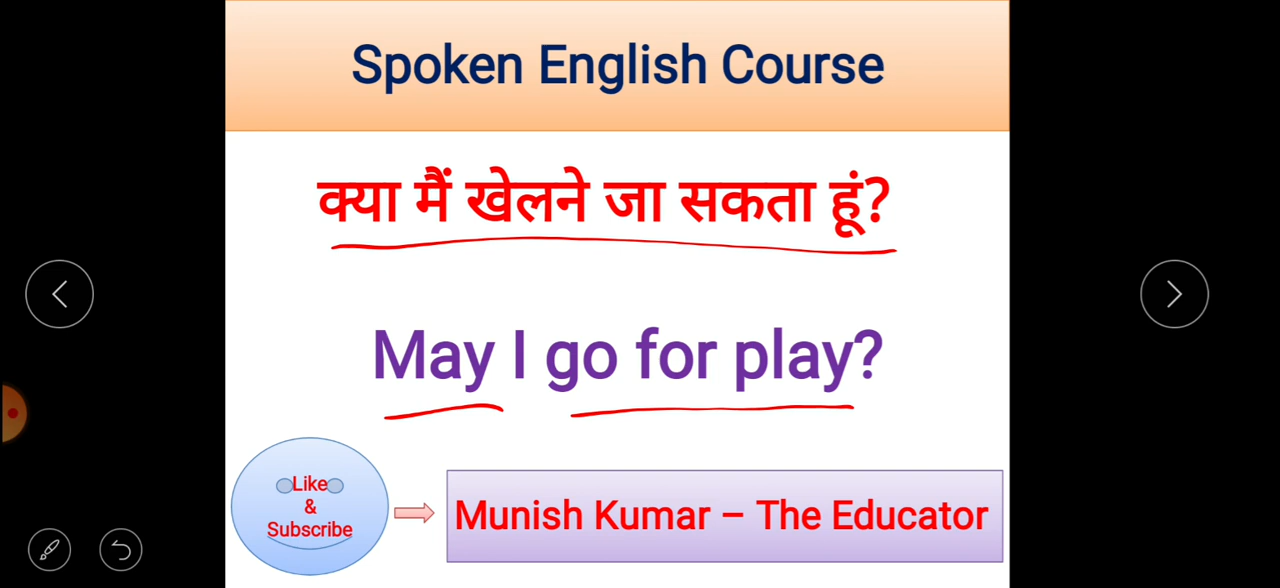 Spoken English Course
क्या मैं खेलने जा सकता हूं?
May I go for play?
Like
&
Subscribe
Munish Kumar – The Educator